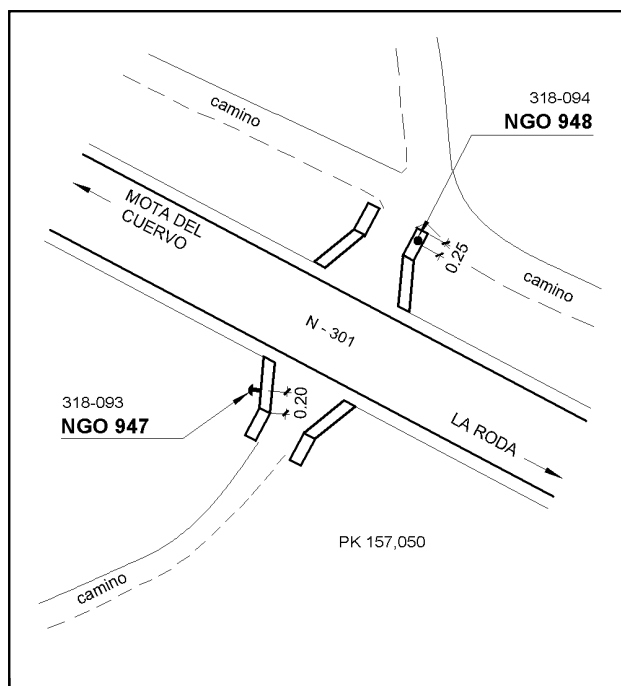 camino
318-094
NGO 948
MOTA DEL
CUERVO
0.25
camino
N - 301
318-093
NGO 947
0.20
LA RODA
PK 157,050
camino